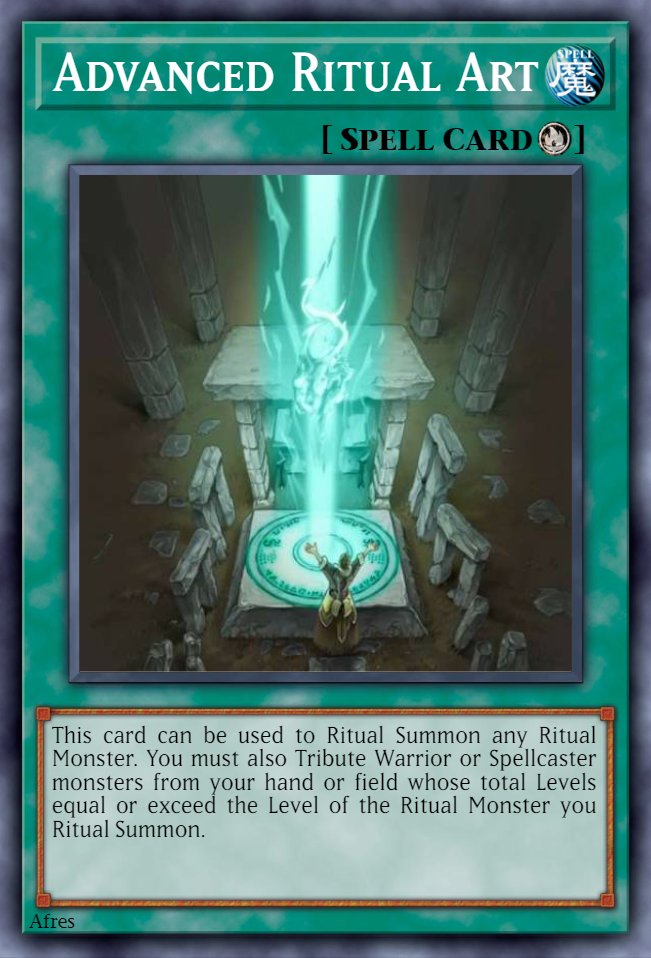 Advanced Ritual Art
SPELL
魔
[ Spell Card ]
This card can be used to Ritual Summon any Ritual
Monster. You must also Tribute Warrior or Spellcaster
monsters from your hand or field whose total Levels
equal or exceed the Level of the Ritual Monster you
Ritual Summon.
Afres